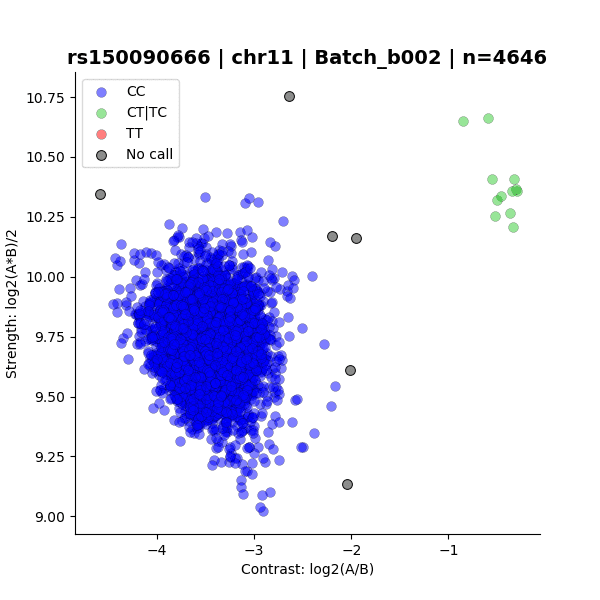 rs150090666 | chr11 | Batch_b002 | n=4646
CC
CT|TC
TT
No call
10.75
10.50
10.25
10.00
9.75
9.50
9.25
9.00
Strength: log2(A*B)/2
−4
−3
−2
−1
Contrast: log2(A/B)